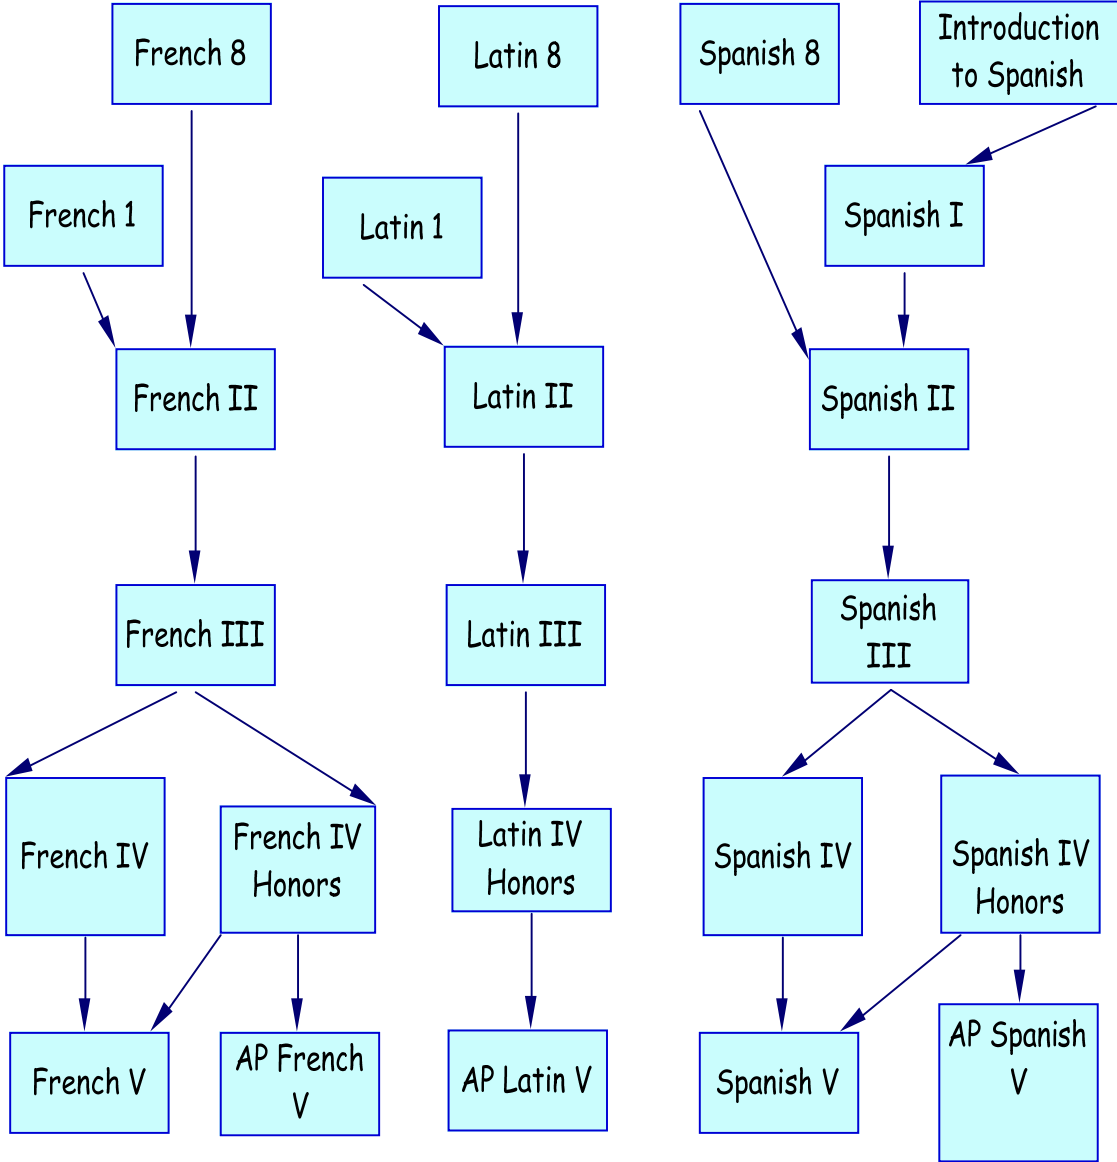 French 8
Latin 8
Spanish 8
Introduction
to Spanish
French 1
Latin 1
Spanish I
French II
Latin II
Spanish II
French III
Latin III
Spanish
III
French IV
French IV
Honors
Latin IV
Honors
Spanish IV
Spanish IV
Honors
French V
AP French
V
AP Latin V
Spanish V
AP Spanish
V